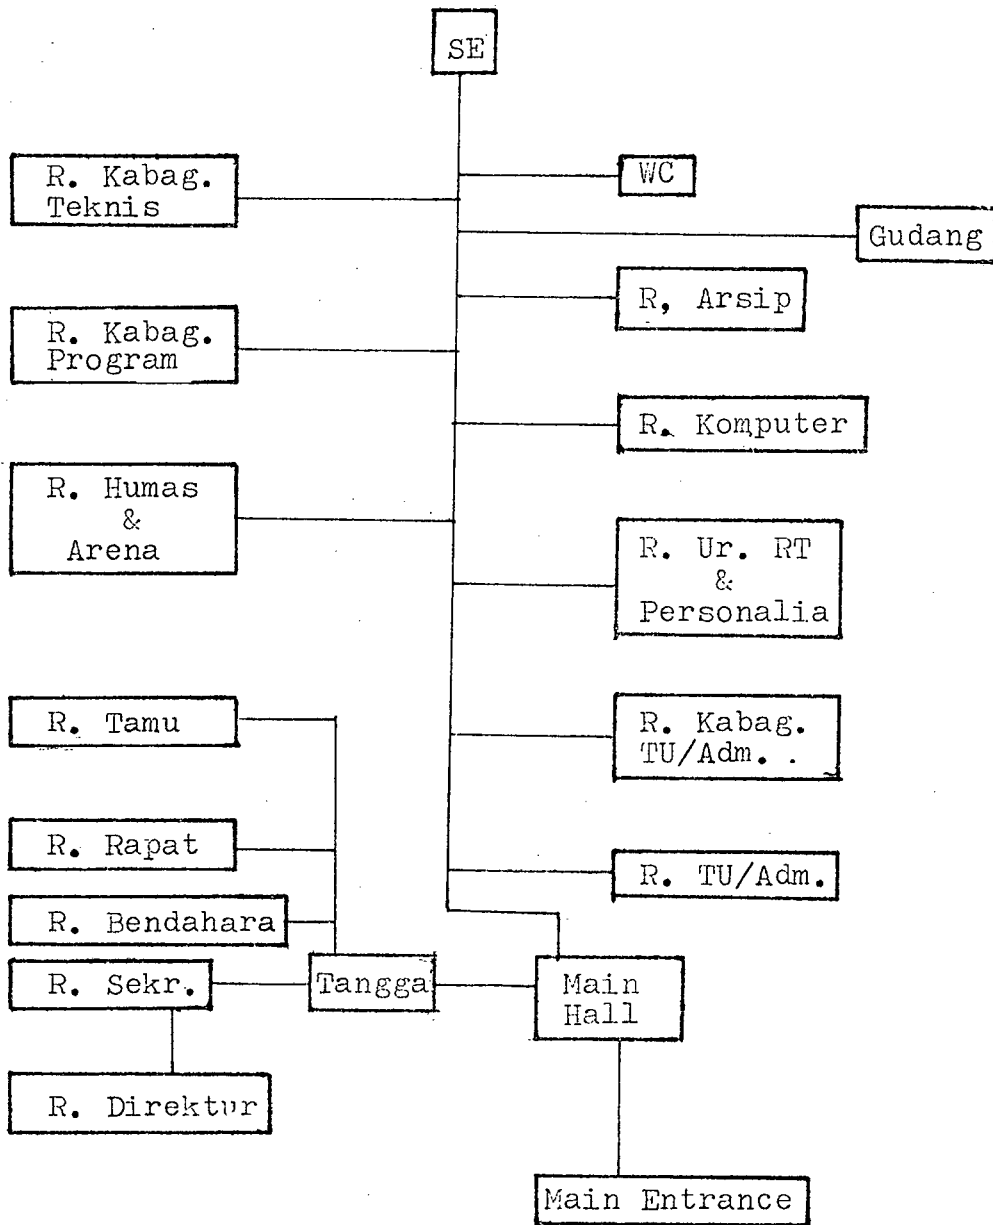 SE
R. Kabag.
Teknis
WC
Gudang
R, Arsip
R. Kabag.
Program
R. Komputer
R. Humas
&
Arena
R. Ur. RT
&
Personalia
R. Tamu
R. Kabag.
TU/Adm. .
R. Rapat
R. TU/Adm.
R. Bendahara
R. Sekr.
Tangga
Main
Hall
R. Direktur
Main Entrance